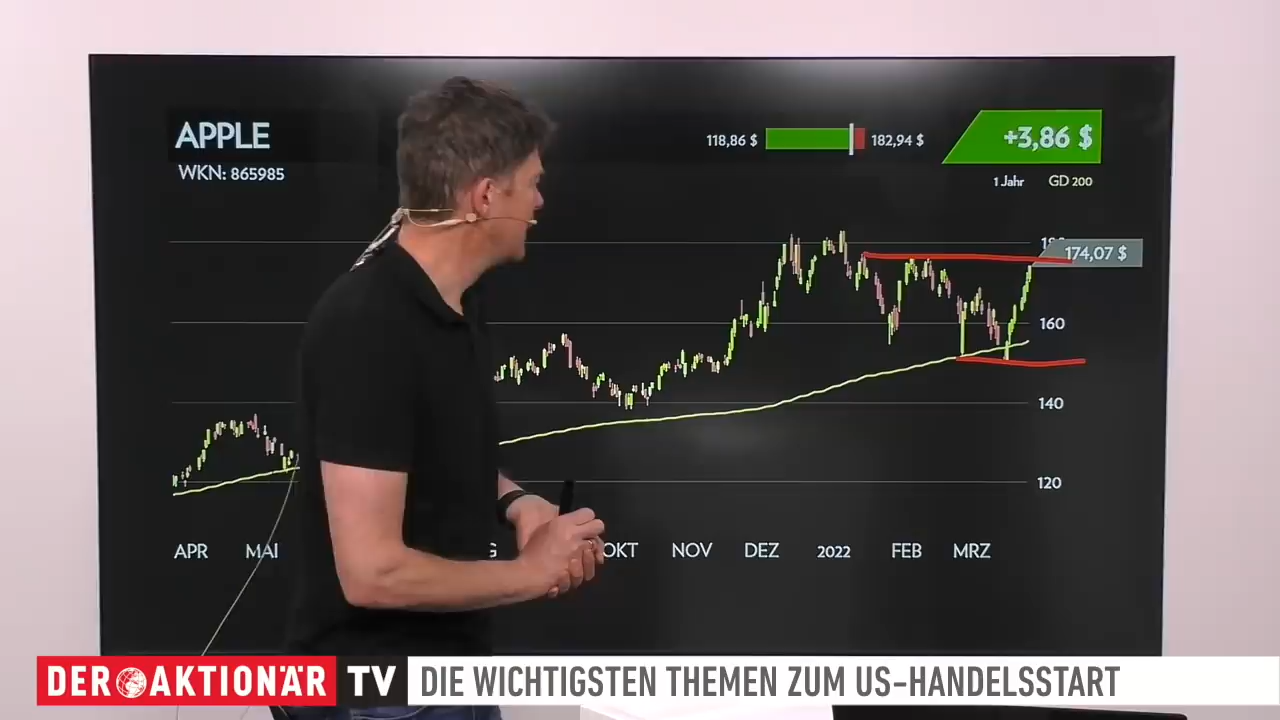 APPLE
WKN: 865985
118,86 $
182,94 $
+3,86 $
1 Jahr GD 200
174,07 $
160
140
120
APR MAI OKT NOV DEZ 2022 FEB MRZ
DER AKTIONÄR TV
DIE WICHTIGSTEN THEMEN ZUM US-HANDELSSTART